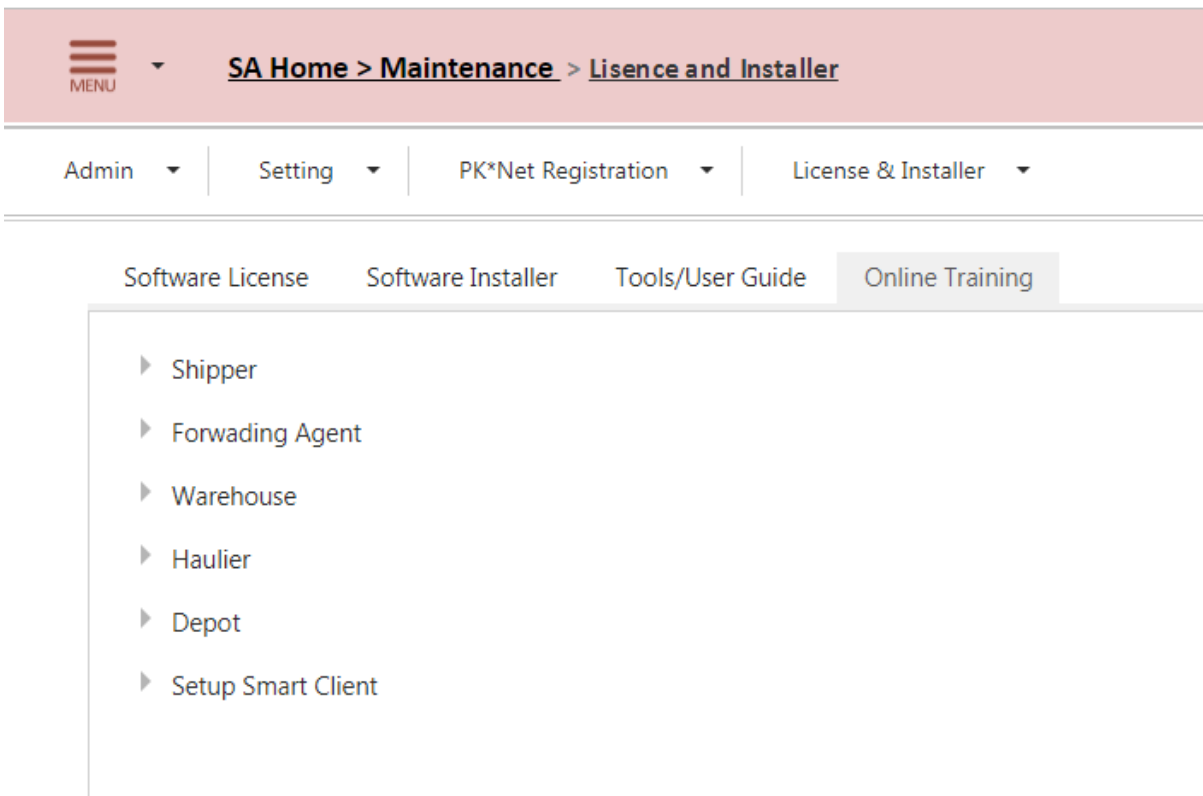 MENU
SA Home > Maintenance > Lisence and Installer
Admin Setting PK*Net Registration License & Installer
Software License Software Installer Tools/User Guide Online Training
Shipper
Forwading Agent
Warehouse
Haulier
Depot
Setup Smart Client